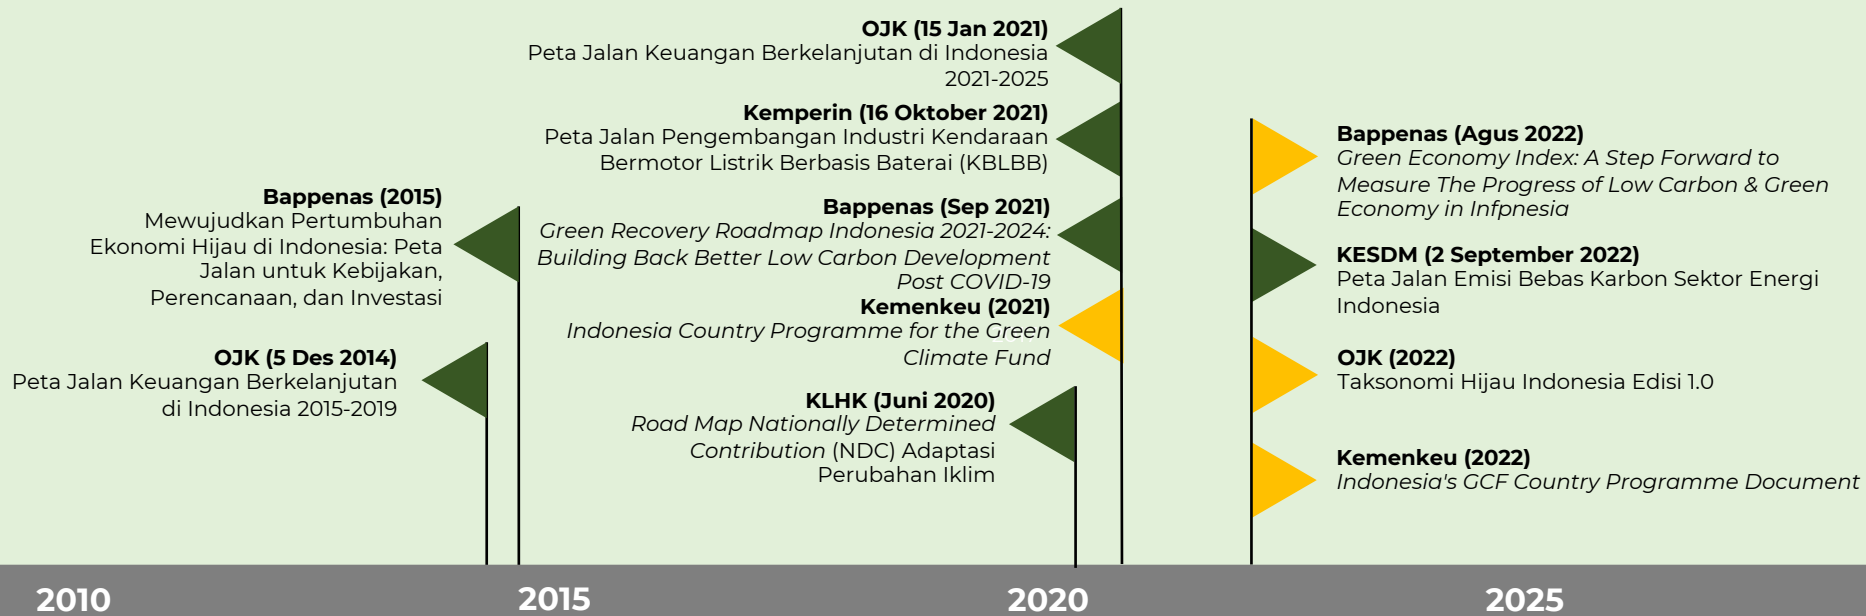 OJK (15 Jan 2021)
Peta Jalan Keuangan Berkelanjutan di Indonesia
2021-2025
Kemperin (16 Oktober 2021)
Peta Jalan Pengembangan Industri Kendaraan
Bermotor Listrik Berbasis Baterai (KBLBB)
Bappenas (Sep 2021)
Green Recovery Roadmap Indonesia 2021-2024:
Building Back Better Low Carbon Development
Post COVID-19
Kemenkeu (2021)
Indonesia Country Programme for the Green
Climate Fund
KLHK (Juni 2020)
Road Map Nationally Determined
Contribution (NDC) Adaptasi
Perubahan Iklim
Bappenas (2015)
Mewujudkan Pertumbuhan
Ekonomi Hijau di Indonesia: Peta
Jalan untuk Kebijakan,
Perencanaan, dan Investasi
OJK (5 Des 2014)
Peta Jalan Keuangan Berkelanjutan
di Indonesia 2015-2019
Bappenas (Agus 2022)
Green Economy Index: A Step Forward to
Measure The Progress of Low Carbon & Green
Economy in Infpnesia
KESDM (2 September 2022)
Peta Jalan Emisi Bebas Karbon Sektor Energi
Indonesia
OJK (2022)
Taksonomi Hijau Indonesia Edisi 1.0
Kemenkeu (2022)
Indonesia's GCF Country Programme Document
2010
2015
2020
2025